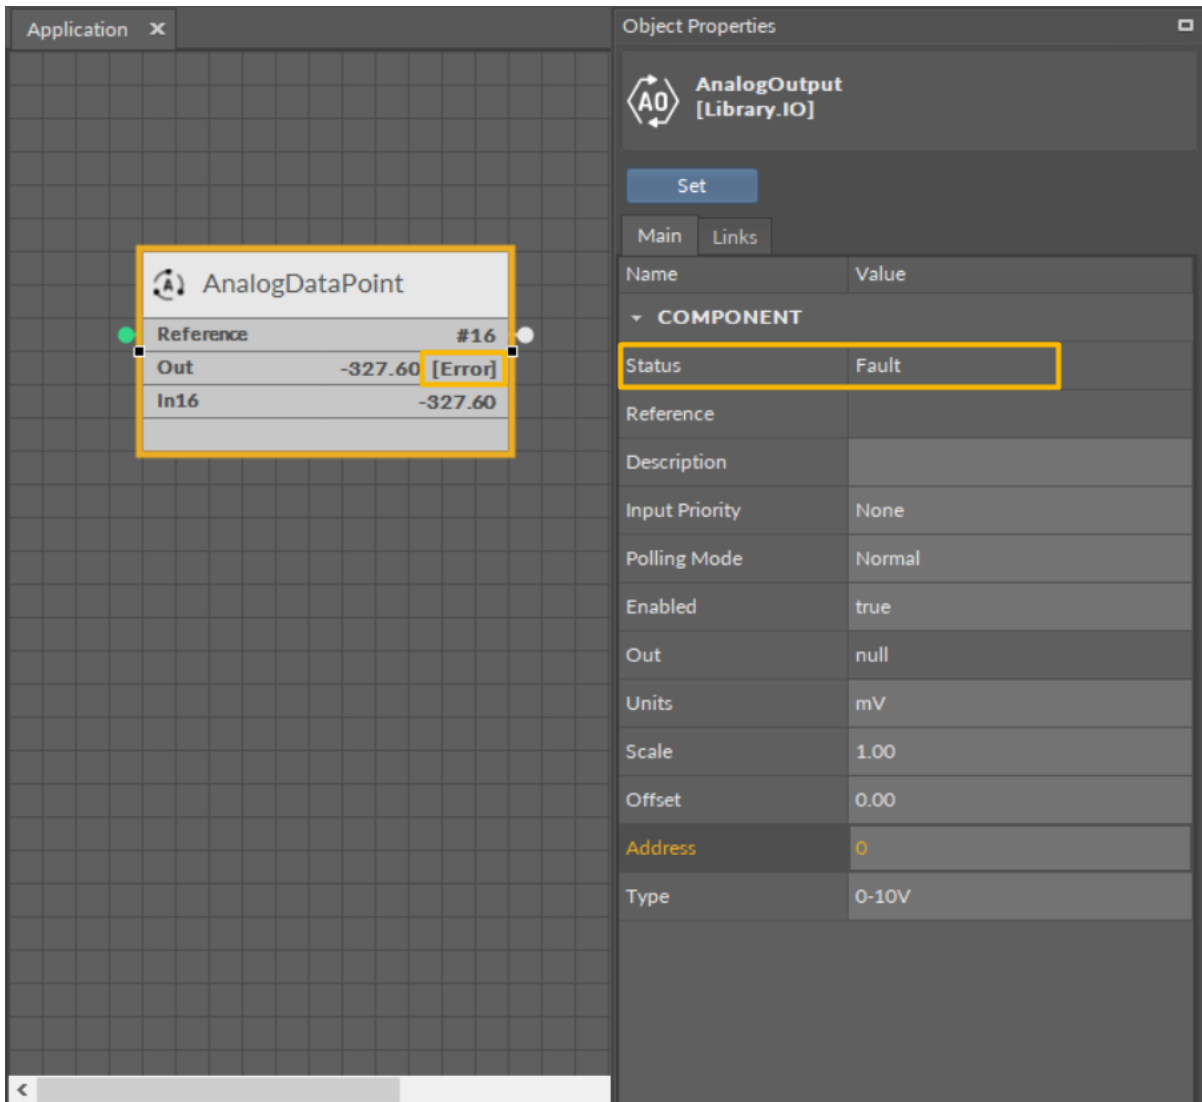 Application
AnalogDataPoint
Reference #16
Out -327.60 [Error]
In16 -327.60
Object Properties
AO
AnalogOutput
[Library.IO]
Set
Main Links
Name Value
COMPONENT
Status Fault
Reference
Description
Input Priority None
Polling Mode Normal
Enabled true
Out null
Units mV
Scale 1.00
Offset 0.00
Address 0
Type 0-10V